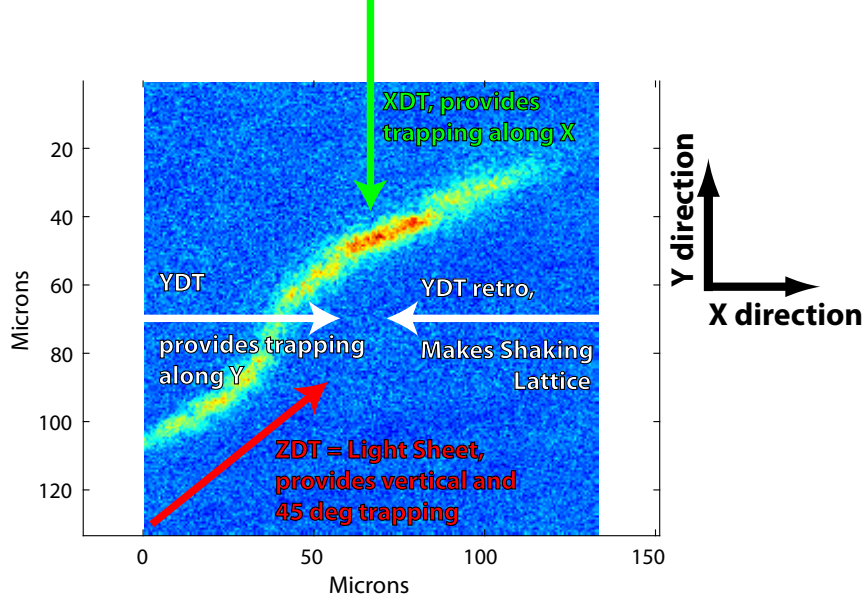 XDT, provides
trapping along X
20
40
60
80
100
120
Microns
YDT
provides trapping
along Y
YDT retro,
Makes Shaking
Lattice
ZDT = Light Sheet,
provides vertical and
45 deg trapping
0
50
100
150
Microns
Y direction
X direction